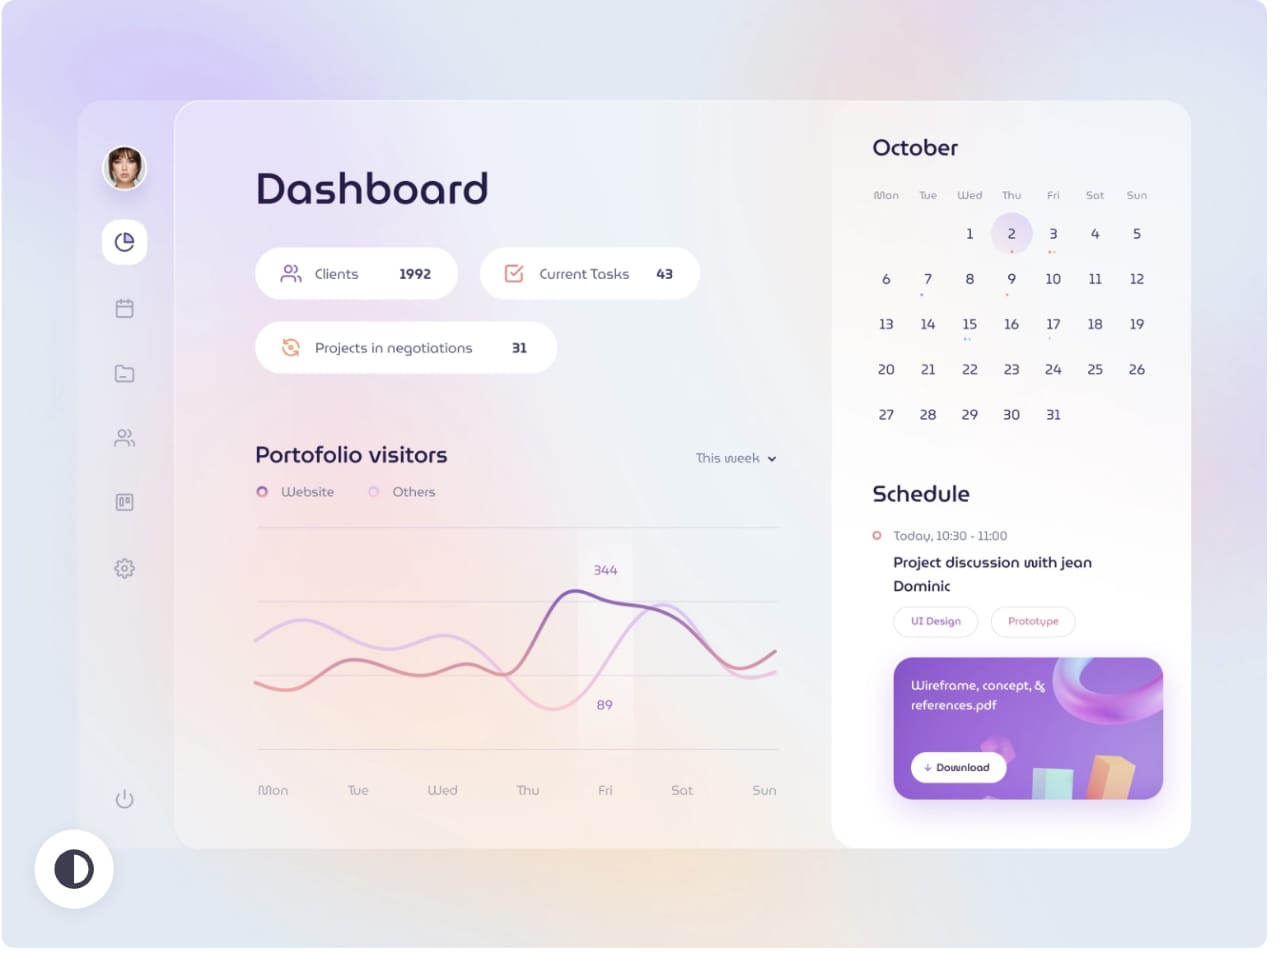 Dashboard
Clients 1992
Current Tasks 43
Projects in negotiations 31
Portofolio visitors
This week
Website Others
344
89
Mon Tue Wed Thu Fri Sat Sun
October
Mon Tue Wed Thu Fri Sat Sun
1 2 3 4 5
6 7 8 9 10 11 12
13 14 15 16 17 18 19
20 21 22 23 24 25 26
27 28 29 30 31
Schedule
Today, 10:30 - 11:00
Project discussion with jean
Dominic
UI Design Prototype
Wireframe, concept, &
references.pdf
Download